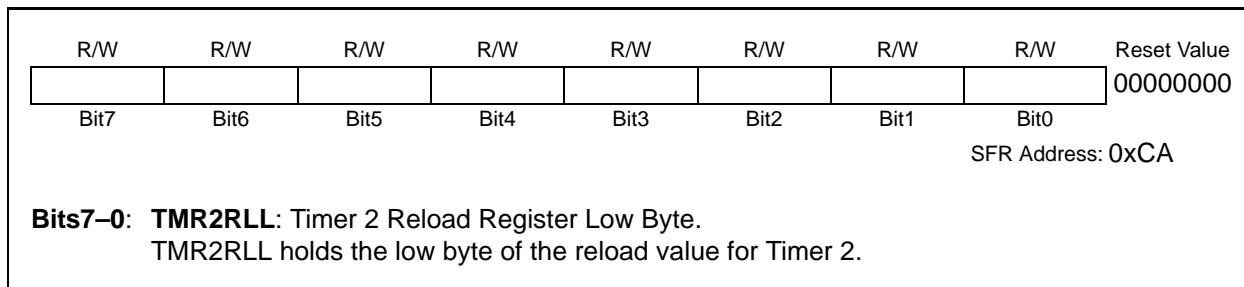 R/W R/W R/W R/W R/W R/W R/W R/W Reset Value
00000000
Bit7 Bit6 Bit5 Bit4 Bit3 Bit2 Bit1 Bit0
SFR Address: 0xCA
Bits7–0: TMR2RLL: Timer 2 Reload Register Low Byte.
TMR2RLL holds the low byte of the reload value for Timer 2.